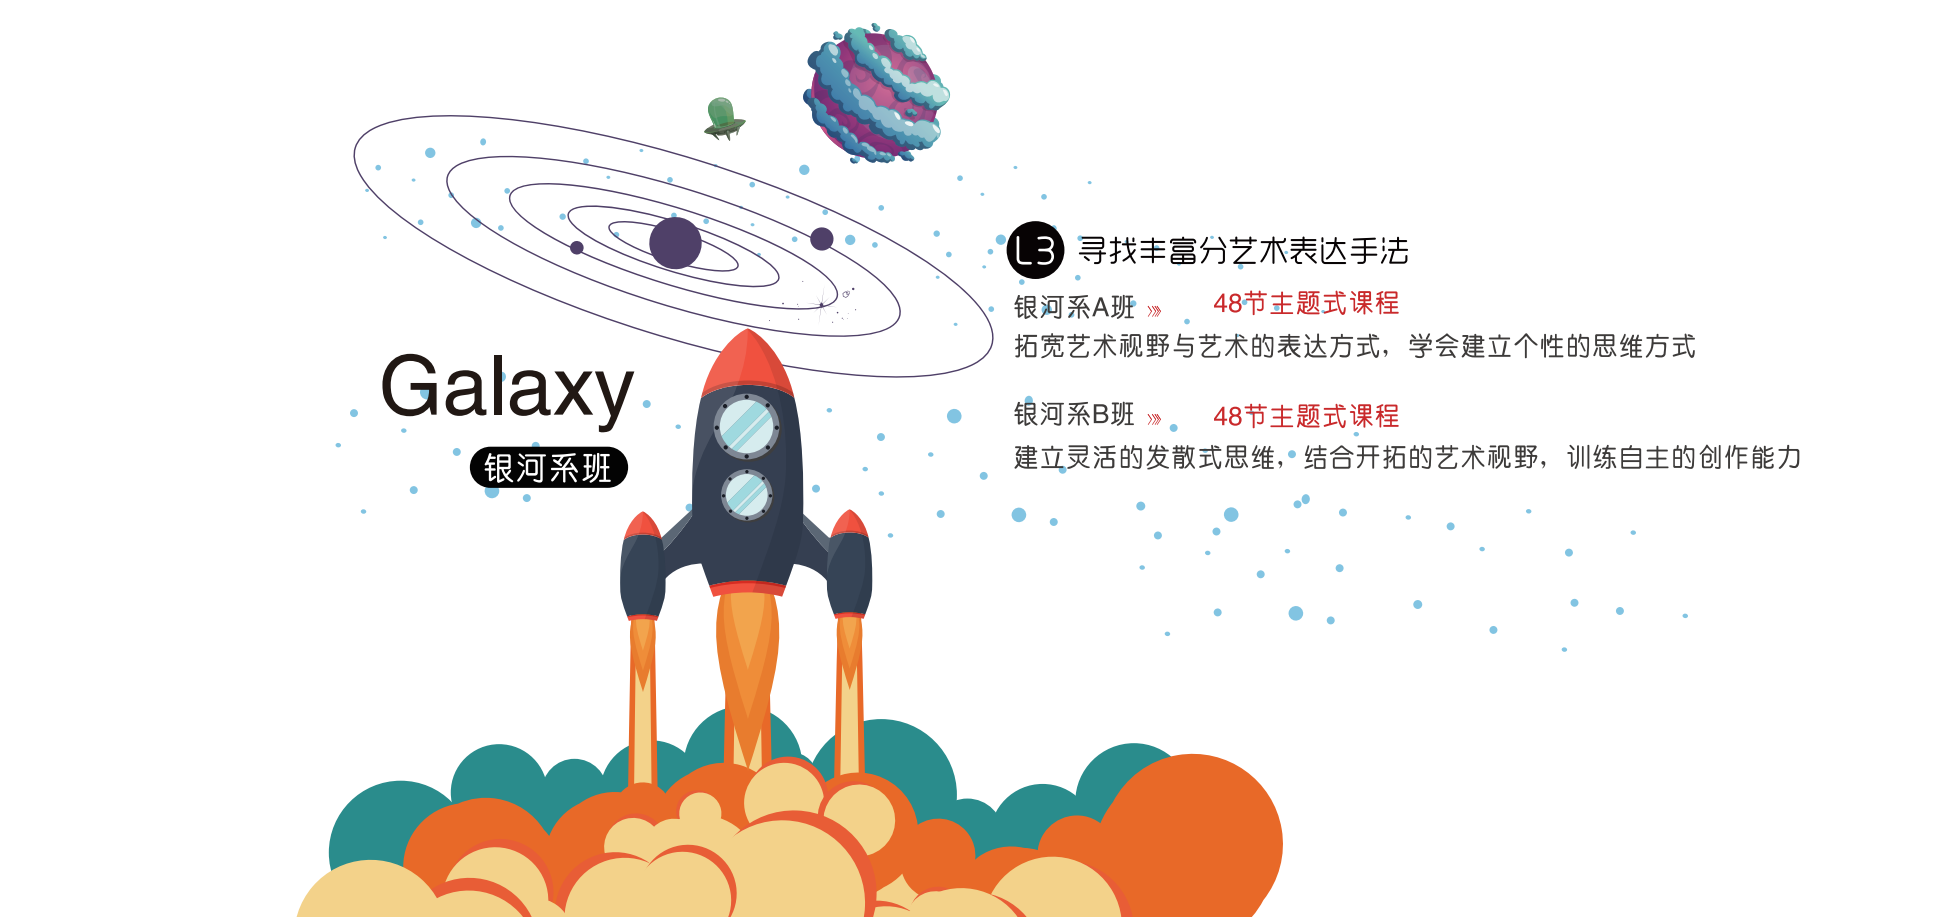 Galaxy
银河系班
L3 寻找丰富分艺术表达手法
银河系A班 》》 48节主题式课程
拓宽艺术视野与艺术的表达方式，学会建立个性的思维方式
银河系B班 》》 48节主题式课程
建立灵活的发散式思维，结合开拓的艺术视野，训练自主的创作能力